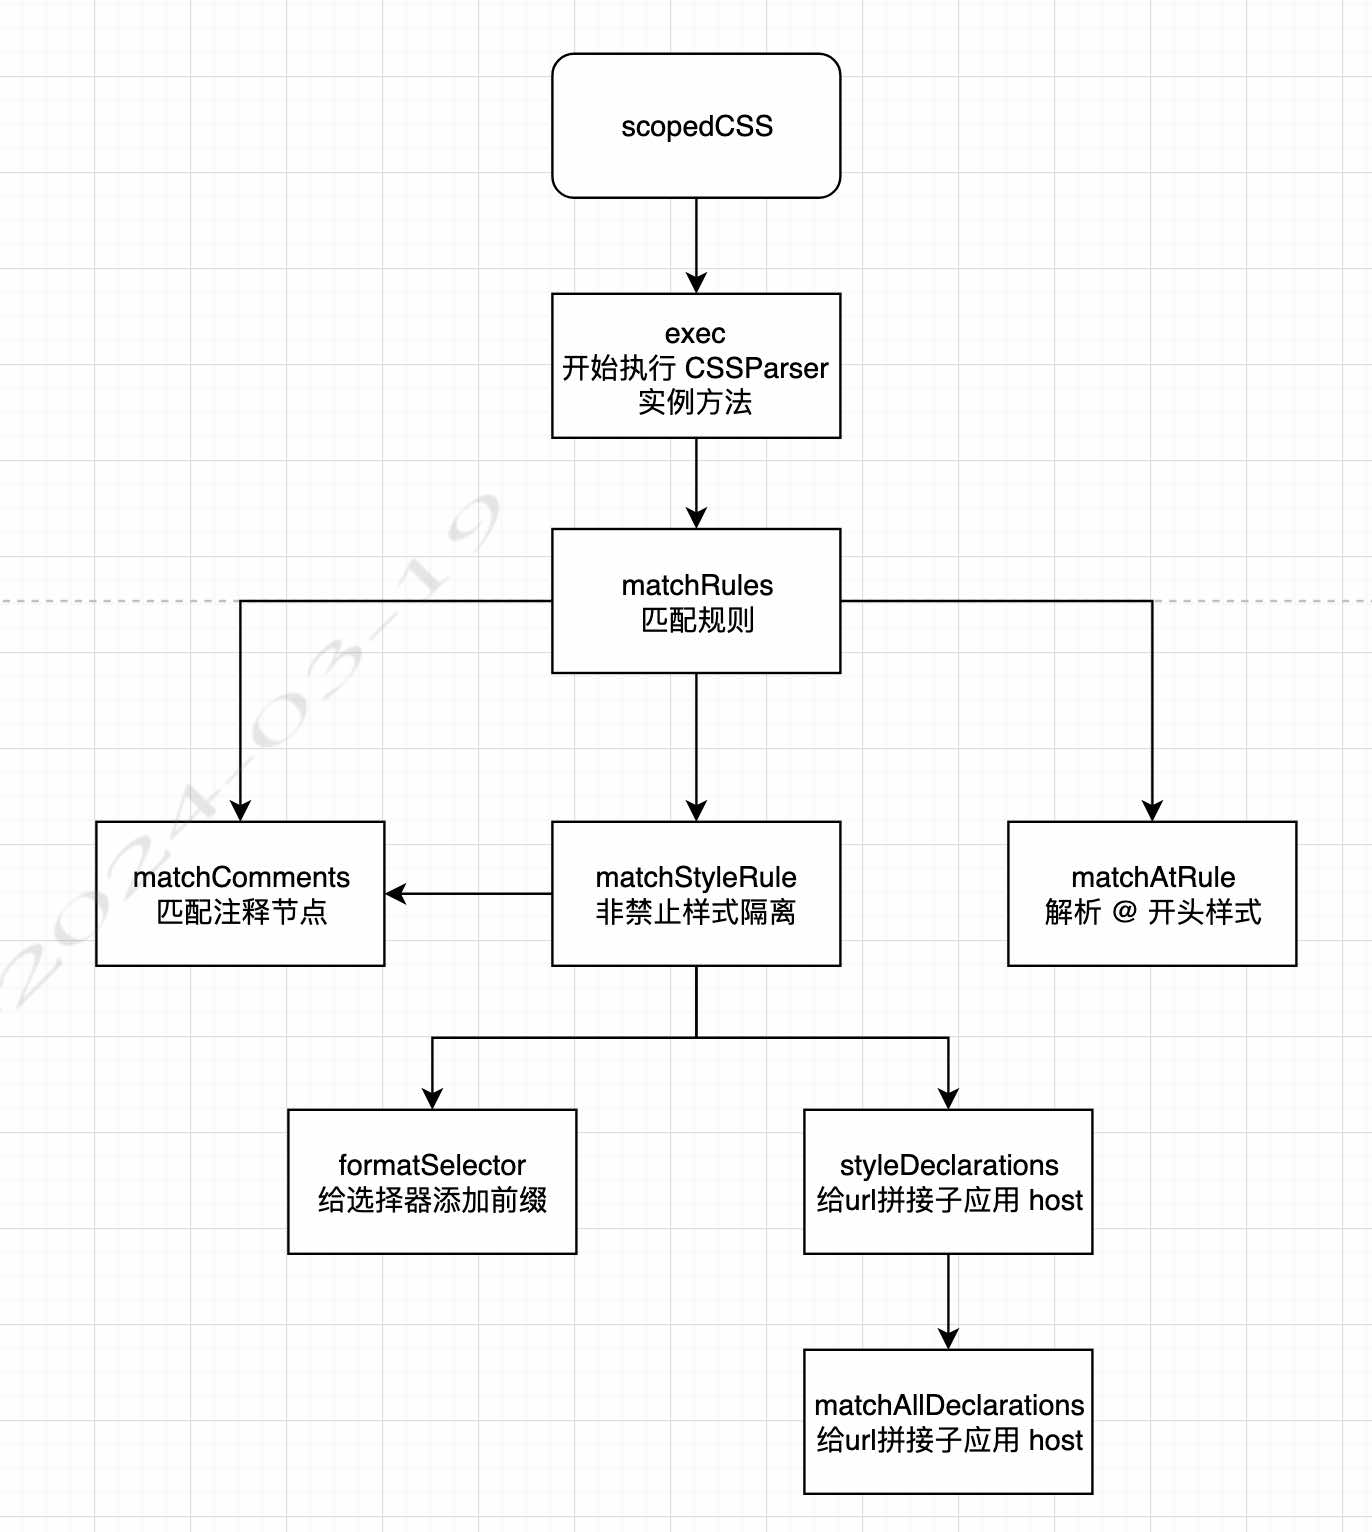 scopedCSS
exec
开始执行 CSSParser
实例方法
matchRules
匹配规则
matchComments
匹配注释节点
matchStyleRule
非禁止样式隔离
matchAtRule
解析 @ 开头样式
formatSelector
给选择器添加前缀
styleDeclarations
给url拼接子应用 host
matchAllDeclarations
给url拼接子应用 host
2024-03-19